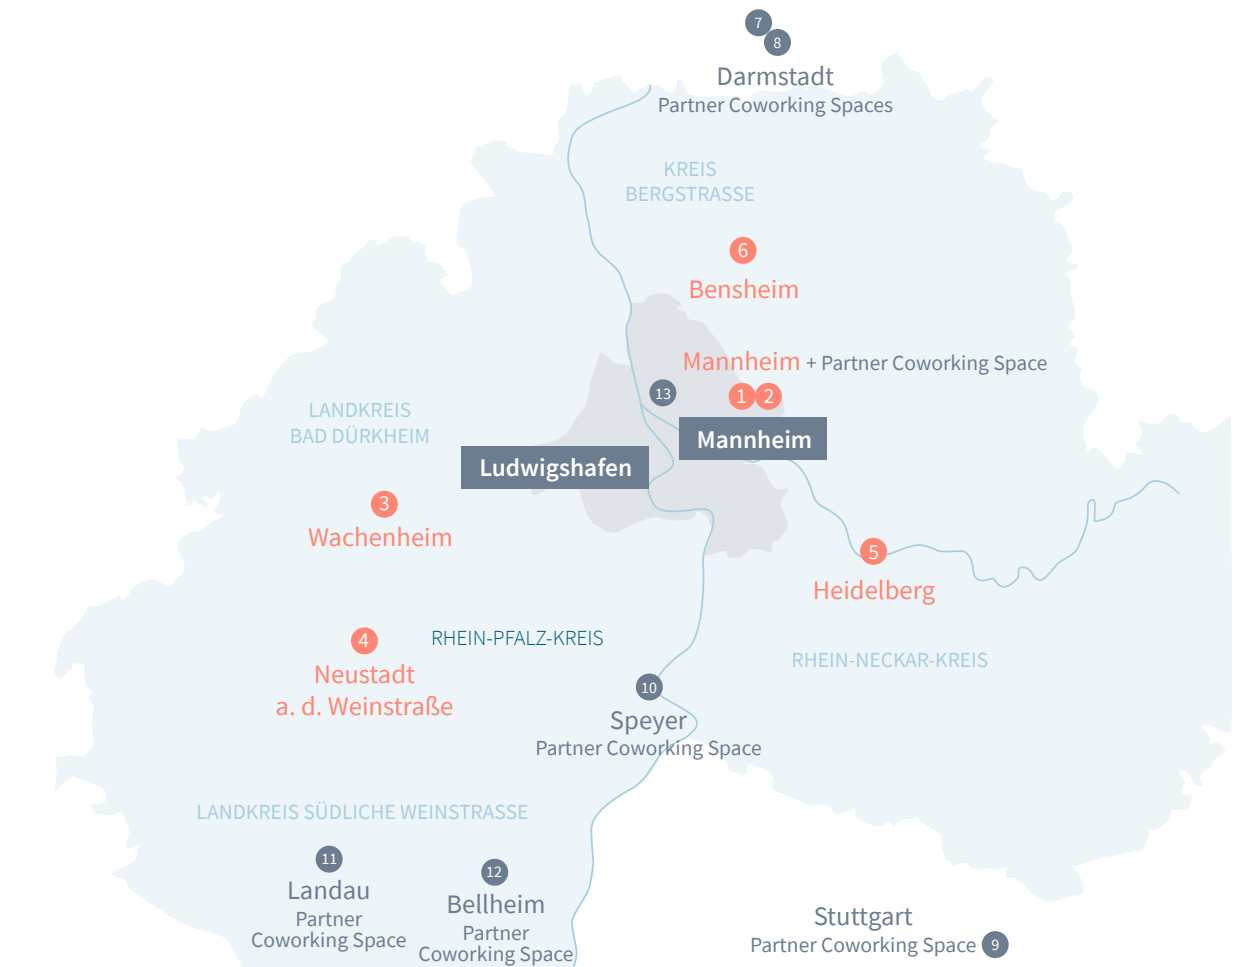 7
8
Darmstadt
Partner Coworking Spaces
KREIS
BERGSTRASSE
6
Bensheim
Mannheim + Partner Coworking Space
13
1 2
LANDKREIS
BAD DÜRKHEIM
Mannheim
Ludwigshafen
3
Wachenheim
5
Heidelberg
4
RHEIN-PFALZ-KREIS
Neustadt
a. d. Weinstraße
RHEIN-NECKAR-KREIS
10
Speyer
Partner Coworking Space
LANDKREIS SÜDLICHE WEINSTRASSE
11
Landau
Partner
Coworking Space
12
Bellheim
Partner
Coworking Space
Stuttgart
Partner Coworking Space 9